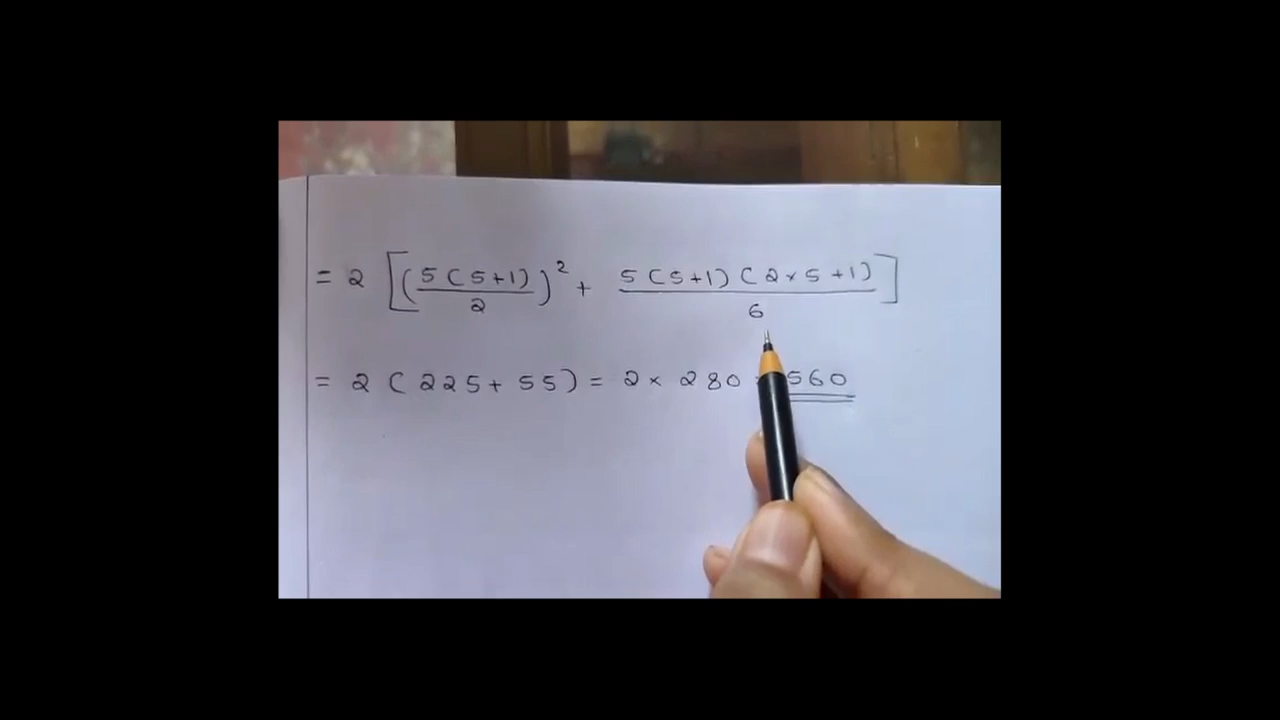 = 2 [(5(5+1)/2)² + 5(5+1)(2×5+1)/6]
= 2 (225+ 55) = 2 × 280 = 560